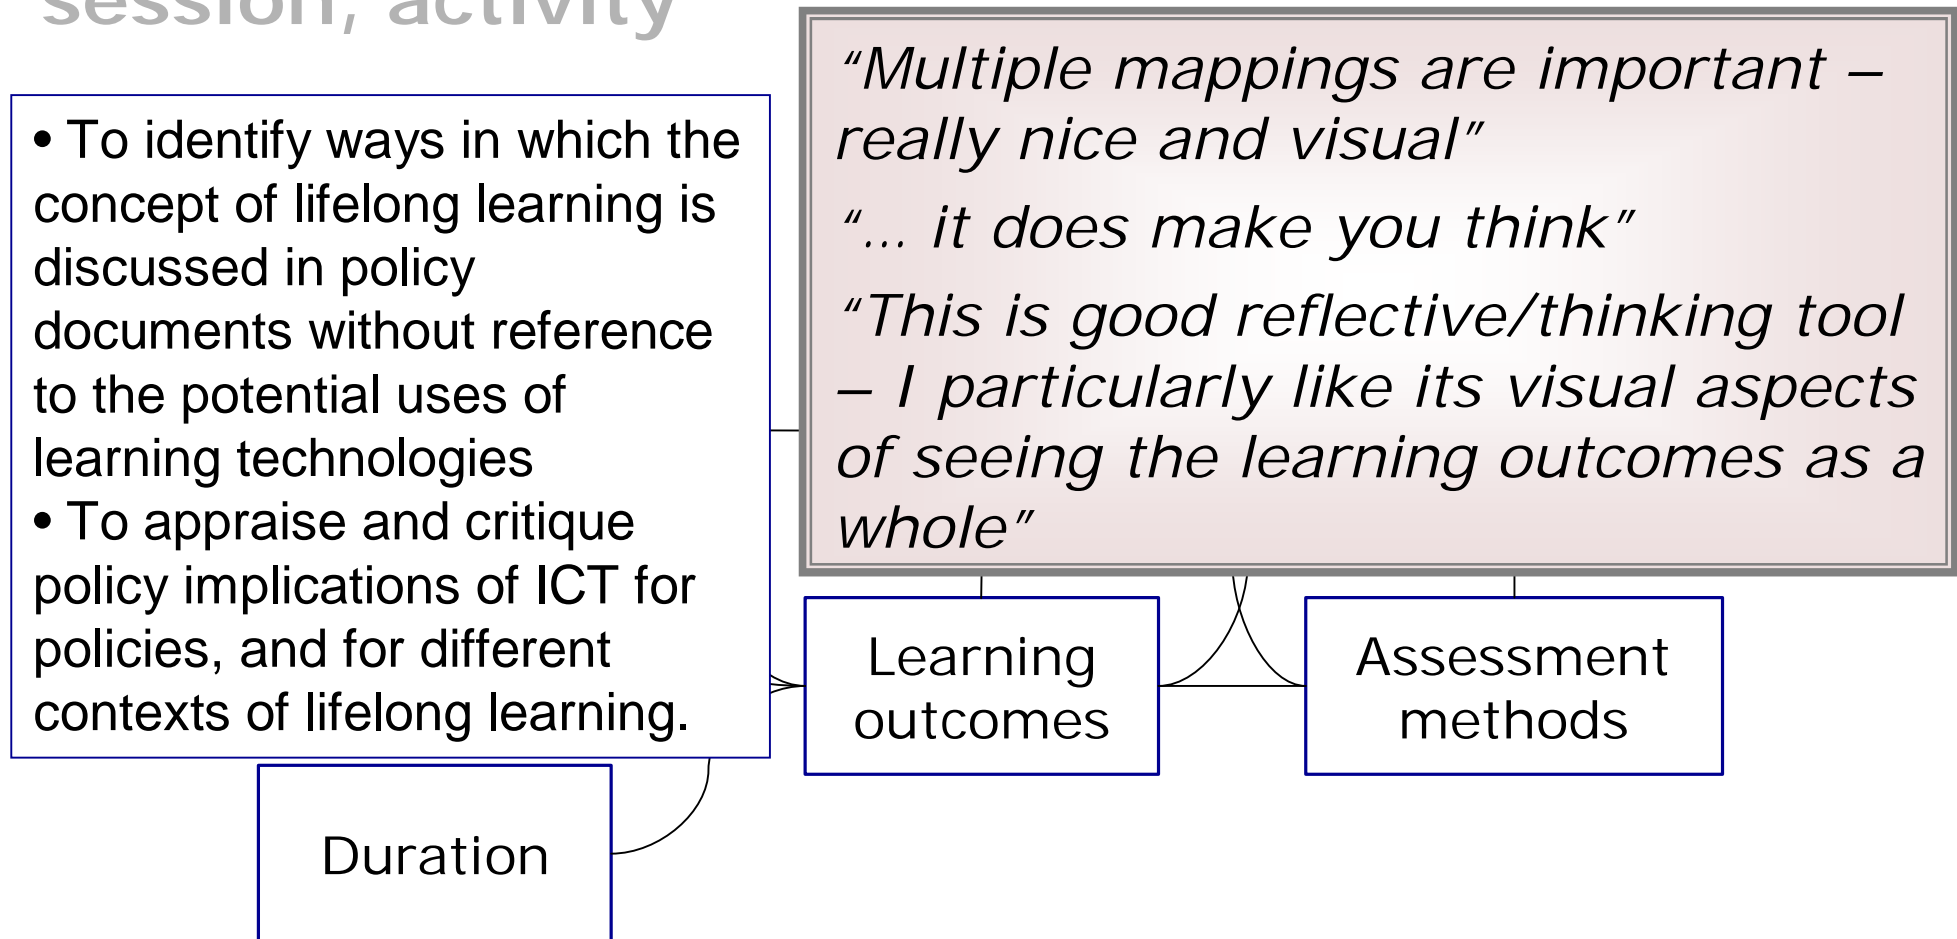 session, activity
• To identify ways in which the
concept of lifelong learning is
discussed in policy
documents without reference
to the potential uses of
learning technologies
• To appraise and critique
policy implications of ICT for
policies, and for different
contexts of lifelong learning.
“Multiple mappings are important –
really nice and visual”
“... it does make you think”
“This is good reflective/thinking tool
– I particularly like its visual aspects
of seeing the learning outcomes as a
whole”
Learning
outcomes
Assessment
methods
Duration